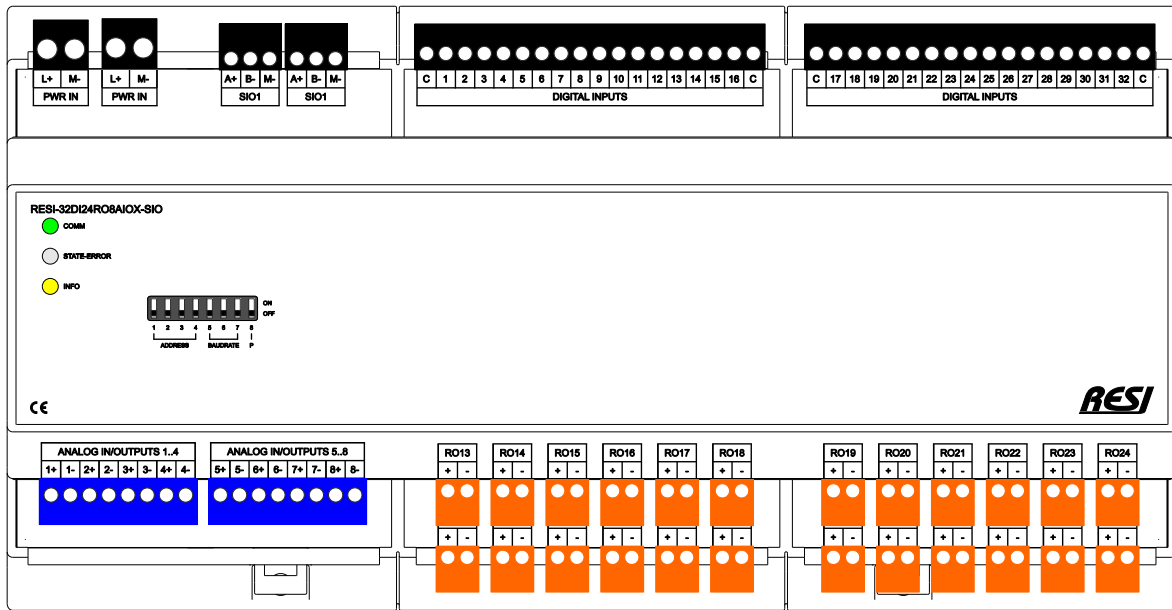 L+ M- L+ M- A+ B- M- A+ B- M- C 1 2 3 4 5 6 7 8 9 10 11 12 13 14 15 16 C C 17 18 19 20 21 22 23 24 25 26 27 28 29 30 31 32 C
PWR IN PWR IN SIO1 SIO1 DIGITAL INPUTS DIGITAL INPUTS
RESI-32DI24RO8AIOX-SIO
COMM
STATE-ERROR
INFO
ON
OFF
1 2 3 4 5 6 7 8
ADDRESS BAUDRATE P
CE
RESI
ANALOG IN/OUTPUTS 1..4 ANALOG IN/OUTPUTS 5..8 RO13 RO14 RO15 RO16 RO17 RO18 RO19 RO20 RO21 RO22 RO23 RO24
1+ 1- 2+ 2- 3+ 3- 4+ 4- 5+ 5- 6+ 6- 7+ 7- 8+ 8- + - + - + - + - + - + - + - + - + - + - + - + -
+ - + - + - + - + - + - + - + - + - + - + - + -